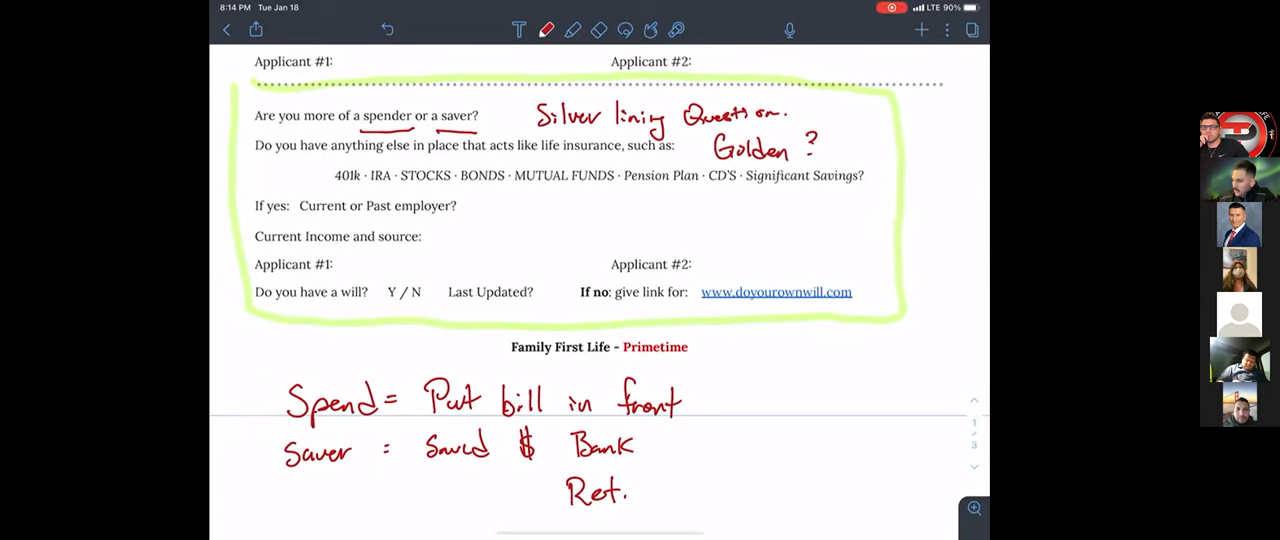 8:14 PM Tue Jan 18
LTE 90%
Applicant #1: Applicant #2:
Are you more of a spender or a saver? Silver lining Question.
Do you have anything else in place that acts like life insurance, such as: Golden ?
401k · IRA · STOCKS · BONDS · MUTUAL FUNDS · Pension Plan · CD'S · Significant Savings?
If yes: Current or Past employer?
Current Income and source:
Applicant #1: Applicant #2:
Do you have a will? Y / N Last Updated? If no: give link for: www.doyourownwill.com
Family First Life - Primetime
Spend = Put bill in front
Saver = Saved $ Bank
Ret.
1
/
3